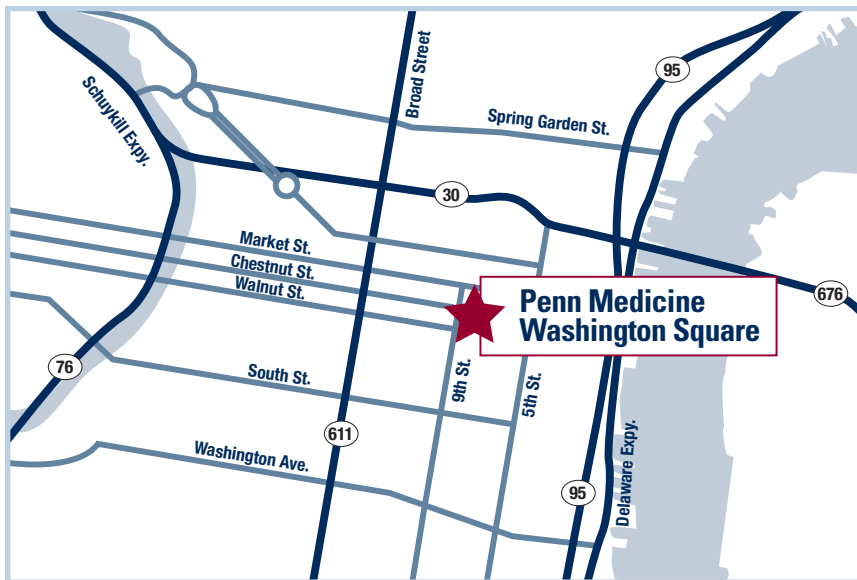 95
Broad Street
Schuykill Expy.
Spring Garden St.
30
Market St.
Chestnut St.
Walnut St.
676
Penn Medicine
Washington Square
76
South St.
9th St.
5th St.
611
Washington Ave.
95
Delaware Expy.